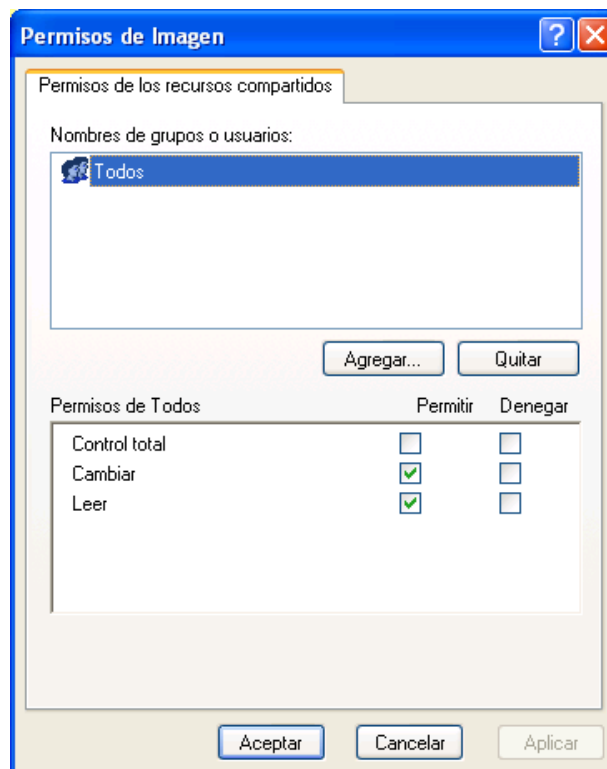 Permisos de Imagen
Permisos de los recursos compartidos
Nombres de grupos o usuarios:
Todos
Agregar... Quitar
Permisos de Todos Permitir Denegar
Control total
Cambiar
Leer
Aceptar Cancelar Aplicar